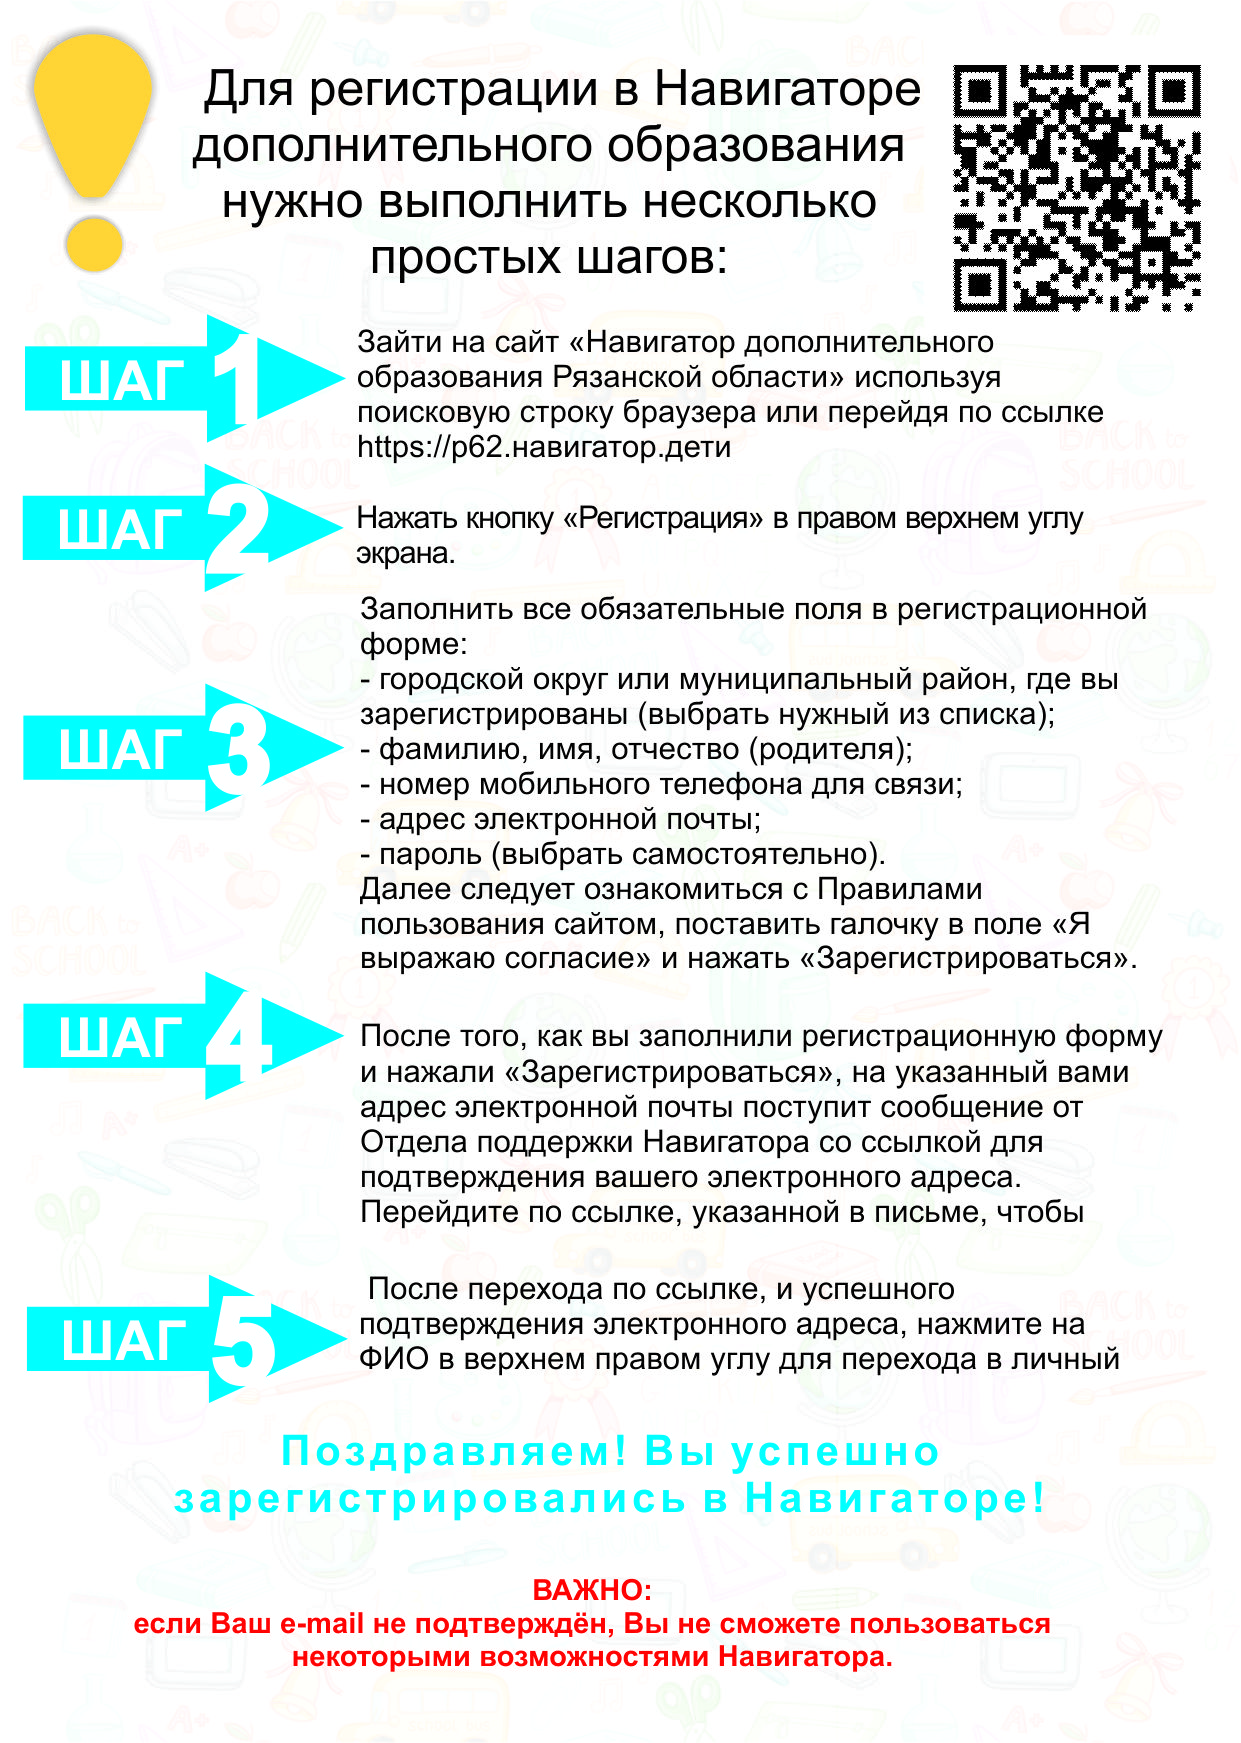 Для регистрации в Навигаторе
дополнительного образования
нужно выполнить несколько
простых шагов:
ШАГ 1
Зайти на сайт «Навигатор дополнительного
образования Рязанской области» используя
поисковую строку браузера или перейдя по ссылке
https://р62.навигатор.дети
ШАГ 2
Нажать кнопку «Регистрация» в правом верхнем углу
экрана.
ШАГ 3
Заполнить все обязательные поля в регистрационной
форме:
- городской округ или муниципальный район, где вы
зарегистрированы (выбрать нужный из списка);
- фамилию, имя, отчество (родителя);
- номер мобильного телефона для связи;
- адрес электронной почты;
- пароль (выбрать самостоятельно).
Далее следует ознакомиться с Правилами
пользования сайтом, поставить галочку в поле «Я
выражаю согласие» и нажать «Зарегистрироваться».
ШАГ 4
После того, как вы заполнили регистрационную форму
и нажали «Зарегистрироваться», на указанный вами
адрес электронной почты поступит сообщение от
Отдела поддержки Навигатора со ссылкой для
подтверждения вашего электронного адреса.
Перейдите по ссылке, указанной в письме, чтобы
ШАГ 5
После перехода по ссылке, и успешного
подтверждения электронного адреса, нажмите на
ФИО в верхнем правом углу для перехода в личный
Поздравляем! Вы успешно
зарегистрировались в Навигаторе!
ВАЖНО:
если Ваш e-mail не подтверждён, Вы не сможете пользоваться
некоторыми возможностями Навигатора.
BACK to
SCHOOL
BACK to
SCHOOL